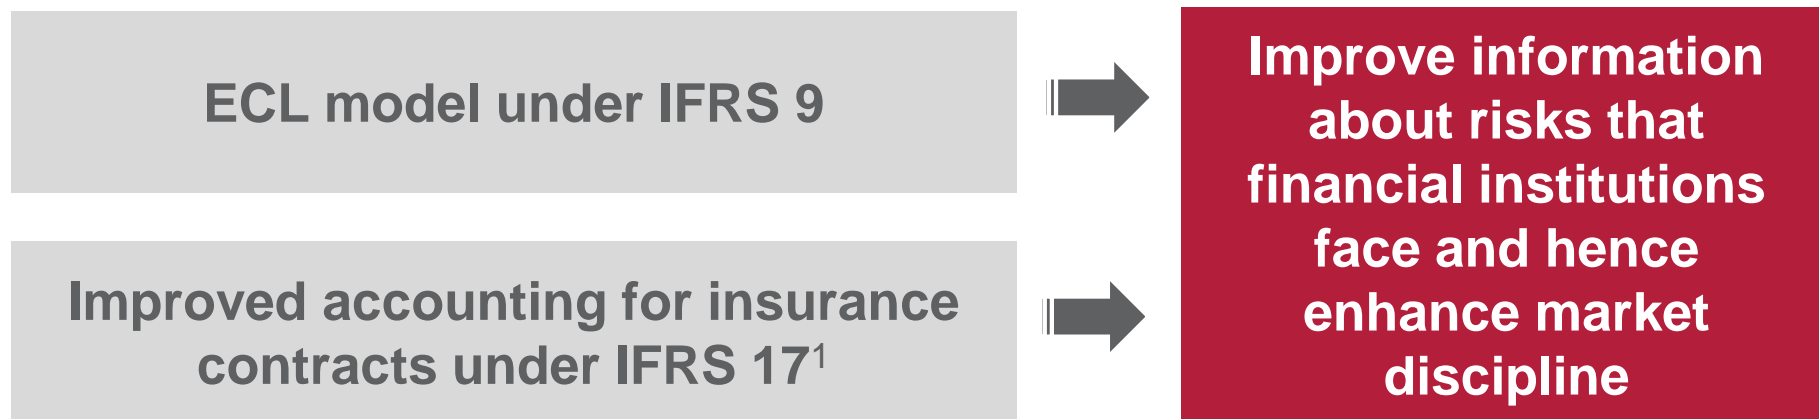 ECL model under IFRS 9
Improved accounting for insurance
contracts under IFRS 17¹
Improve information
about risks that
financial institutions
face and hence
enhance market
discipline